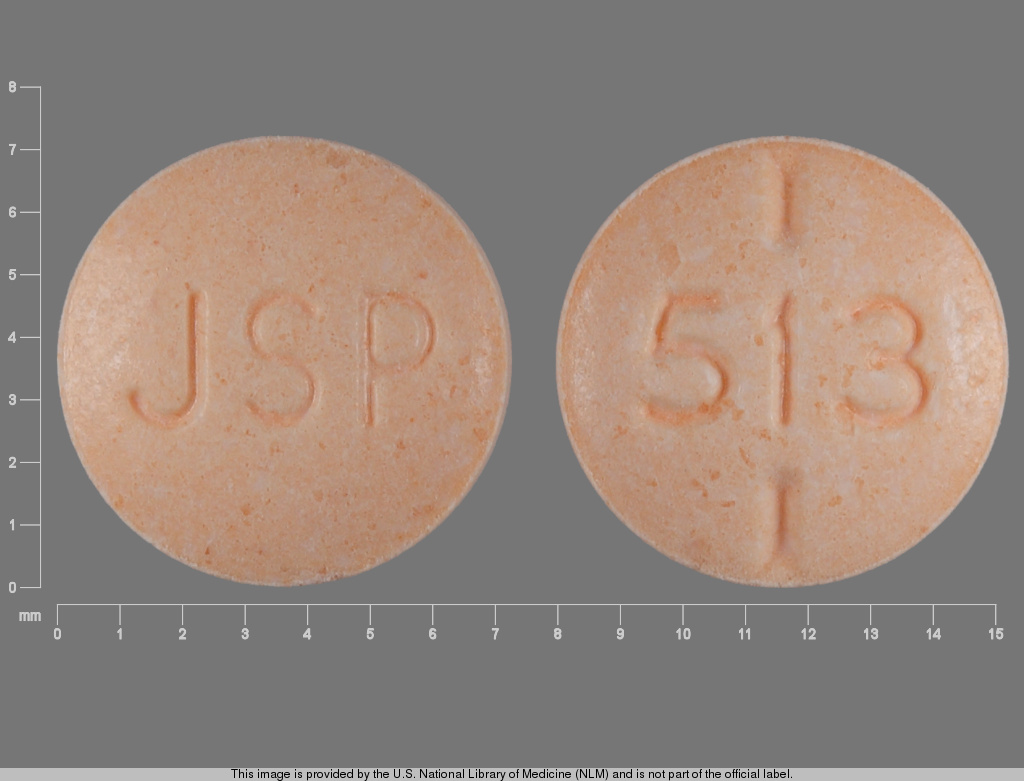 8
7
6
5
4
3
2
1
0
mm
JSP
513
0 1 2 3 4 5 6 7 8 9 10 11 12 13 14 15
This image is provided by the U.S. National Library of Medicine (NLM) and is not part of the official label.